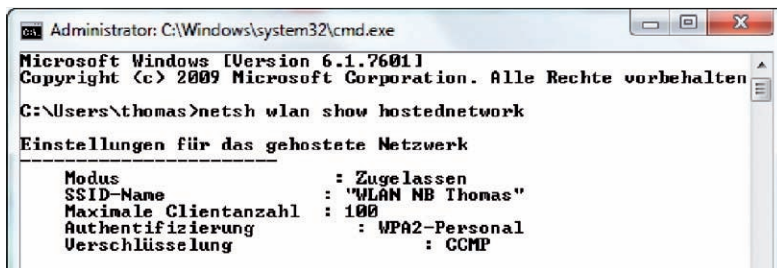 Administrator: C:\Windows\system32\cmd.exe
Microsoft Windows [Version 6.1.7601]
Copyright (c) 2009 Microsoft Corporation. Alle Rechte vorbehalten
C:\Users\thomas>netsh wlan show hostednetwork
Einstellungen für das gehostete Netzwerk
-----------------------
Modus : Zugelassen
SSID-Name : "WLAN NB Thomas"
Maximale Clientanzahl : 100
Authentifizierung : WPA2-Personal
Verschlüsselung : CCMP